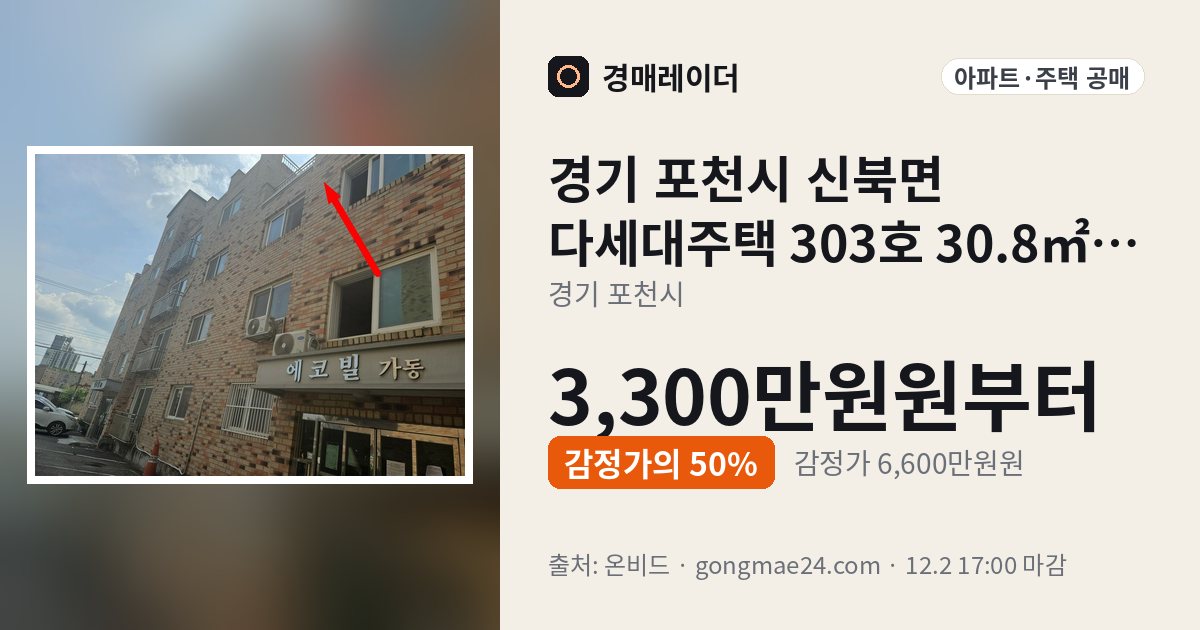 에코빌 가동
경매레이더
아파트·주택 공매
경기 포천시 신북면
다세대주택 303호 30.8㎡…
경기 포천시
3,300만원원부터
감정가의 50%
감정가 6,600만원원
출처: 온비드 · gongmae24.com · 12.2 17:00 마감